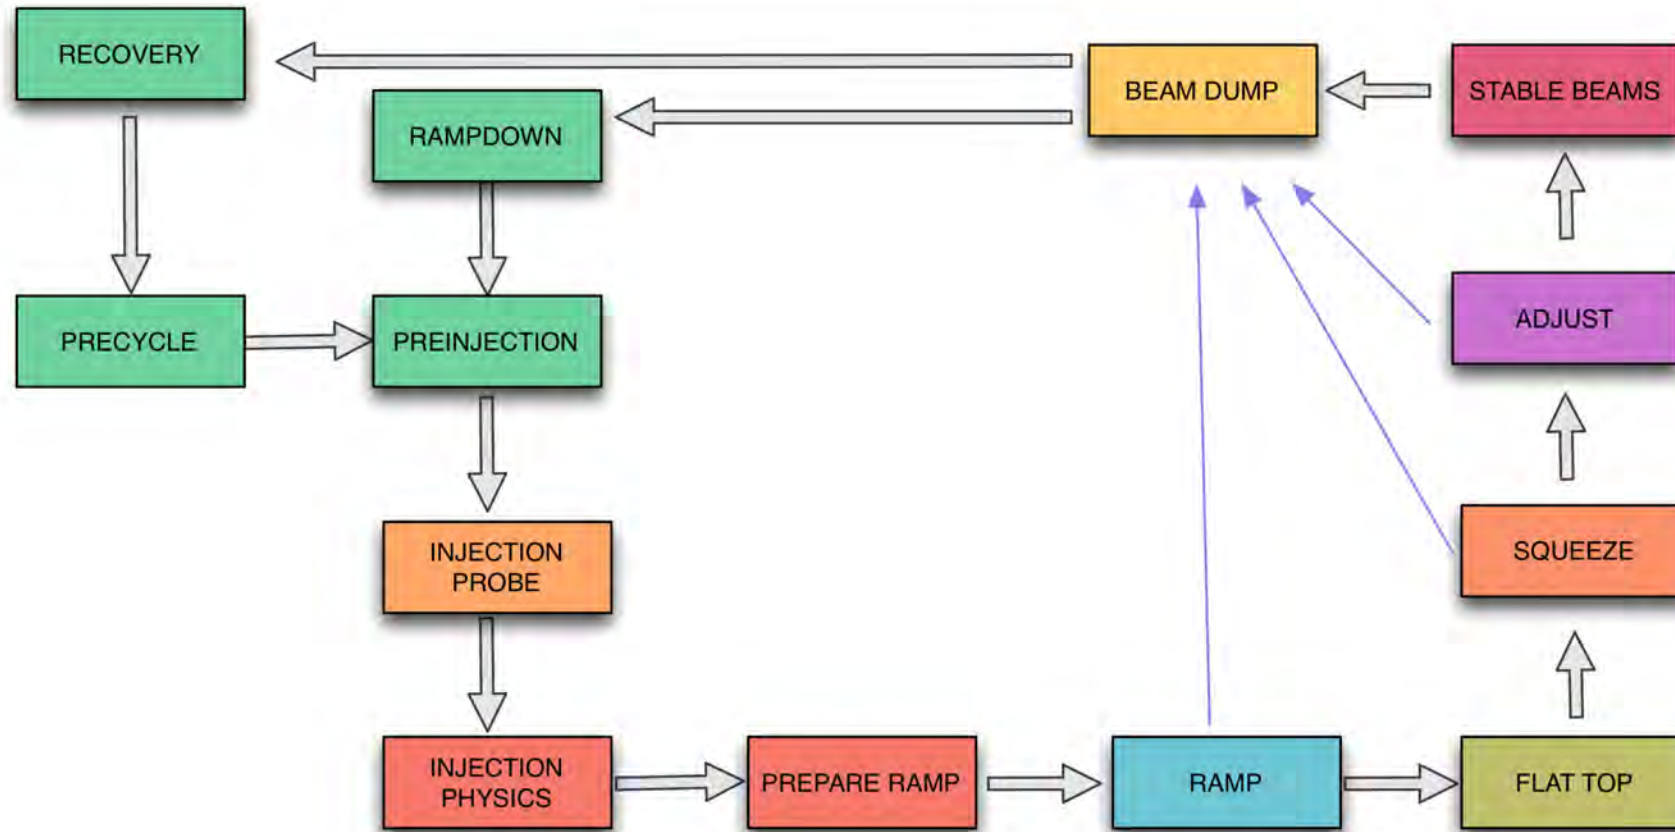 RECOVERY
BEAM DUMP
STABLE BEAMS
RAMPDOWN
PRECYCLE
PREINJECTION
ADJUST
INJECTION
PROBE
SQUEEZE
INJECTION
PHYSICS
PREPARE RAMP
RAMP
FLAT TOP